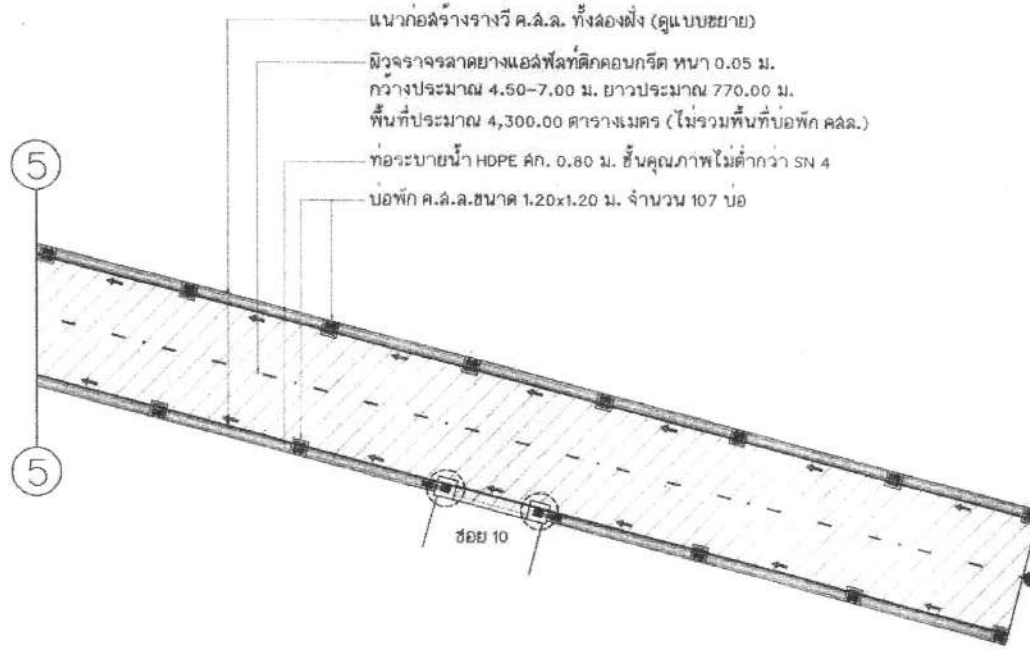 แนวก่อสร้างรางวี ค.ส.ล. ทั้งสองฝั่ง (ดูแบบขยาย)
ผิวจราจรลาดยางแอสฟัลท์ติกคอนกรีต หนา 0.05 ม.
กว้างประมาณ 4.50-7.00 ม. ยาวประมาณ 770.00 ม.
พื้นที่ประมาณ 4,300.00 ตารางเมตร (ไม่รวมพื้นที่บ่อพัก คสล.)
ท่อระบายน้ำ HDPE ศก. 0.80 ม. ชั้นคุณภาพไม่ต่ำกว่า SN 4
บ่อพัก ค.ส.ล.ขนาด 1.20x1.20 ม. จำนวน 107 บ่อ
5
5
ซอย 10